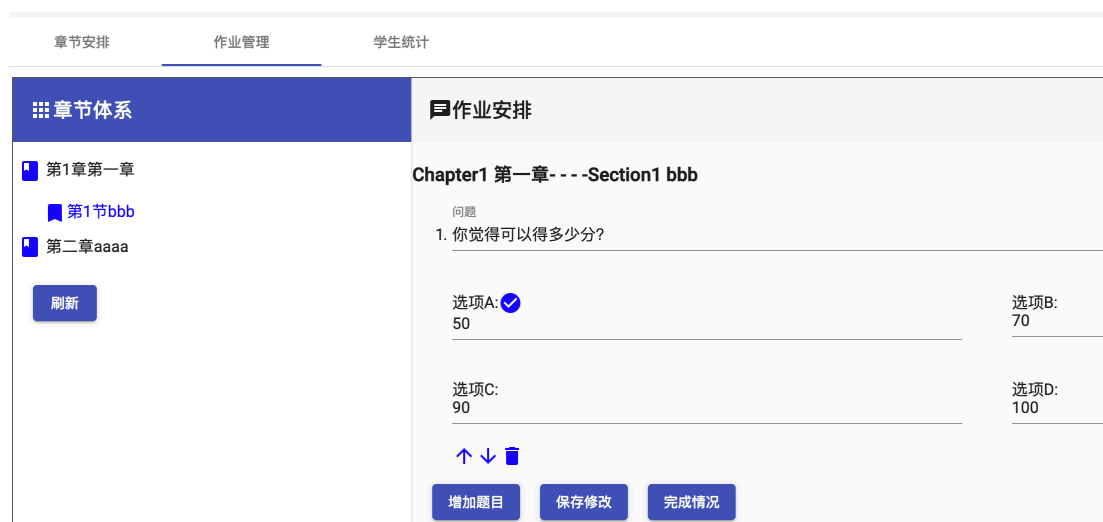 章节安排 作业管理 学生统计
章节体系
第1章第一章
第1节bbb
第二章aaaa
刷新
作业安排
Chapter1 第一章- - - -Section1 bbb
问题
1. 你觉得可以得多少分?
选项A: 选项B:
50 70
选项C: 选项D:
90 100
增加题目 保存修改 完成情况